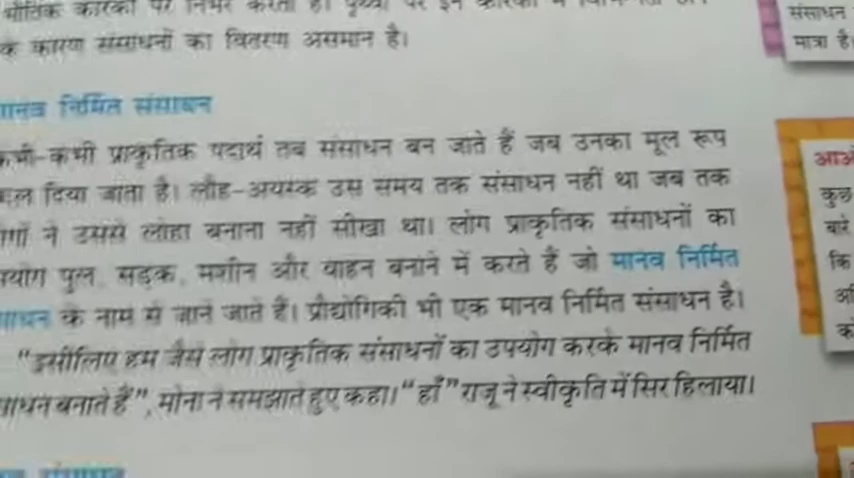 भौतिक कारकों पर निर्भर करता है। पृथ्वी पर इन कारकों में
के कारण संसाधनों का वितरण असमान है।
मानव निर्मित संसाधन
कभी-कभी प्राकृतिक पदार्थ तब संसाधन बन जाते हैं जब उनका मूल रूप
बदल दिया जाता है। लौह-अयस्क उस समय तक संसाधन नहीं था जब तक
लोगों ने उससे लोहा बनाना नहीं सीखा था। लोग प्राकृतिक संसाधनों का
उपयोग पुल, सड़क, मशीन और वाहन बनाने में करते हैं जो मानव निर्मित
संसाधन के नाम से जाने जाते हैं। प्रौद्योगिकी भी एक मानव निर्मित संसाधन है।
"इसीलिए हम जैसे लोग प्राकृतिक संसाधनों का उपयोग करके मानव निर्मित
संसाधन बनाते हैं", मोना ने समझाते हुए कहा। "हाँ" राजू ने स्वीकृति में सिर हिलाया।
संसाधन
मात्रा है
कुछ
बारे
कि